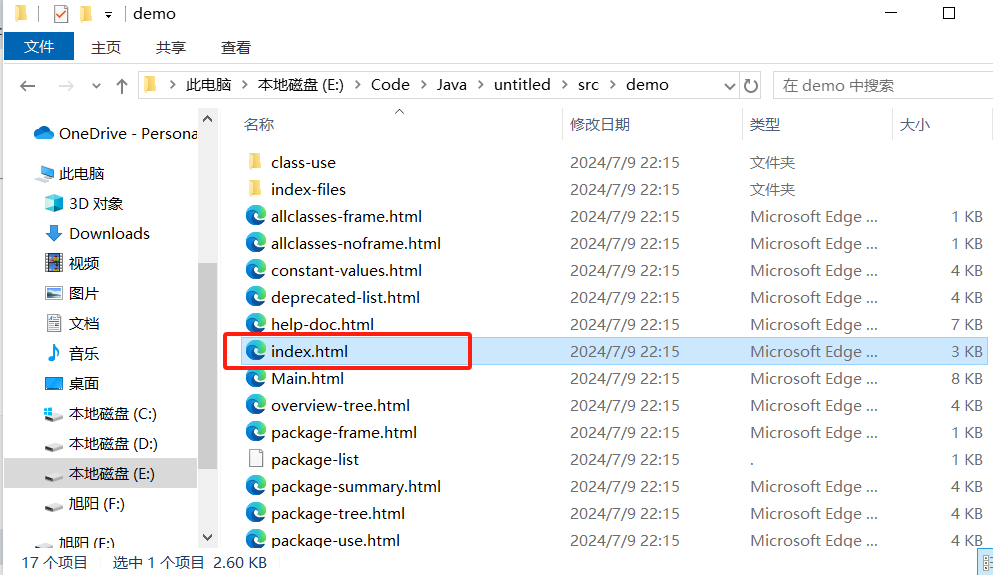 demo
文件 主页 共享 查看
此电脑 本地磁盘 (E:) Code Java untitled src demo 在 demo 中搜索
名称 修改日期 类型 大小
OneDrive - Persona
此电脑
3D 对象
Downloads
视频
图片
文档
音乐
桌面
本地磁盘 (C:)
本地磁盘 (D:)
本地磁盘 (E:)
旭阳 (F:)
旭阳 (F:)
class-use 2024/7/9 22:15 文件夹
index-files 2024/7/9 22:15 文件夹
allclasses-frame.html 2024/7/9 22:15 Microsoft Edge ... 1 KB
allclasses-noframe.html 2024/7/9 22:15 Microsoft Edge ... 1 KB
constant-values.html 2024/7/9 22:15 Microsoft Edge ... 4 KB
deprecated-list.html 2024/7/9 22:15 Microsoft Edge ... 4 KB
help-doc.html 2024/7/9 22:15 Microsoft Edge ... 7 KB
index.html 2024/7/9 22:15 Microsoft Edge ... 3 KB
Main.html 2024/7/9 22:15 Microsoft Edge ... 8 KB
overview-tree.html 2024/7/9 22:15 Microsoft Edge ... 4 KB
package-frame.html 2024/7/9 22:15 Microsoft Edge ... 1 KB
package-list 2024/7/9 22:15 . 1 KB
package-summary.html 2024/7/9 22:15 Microsoft Edge ... 4 KB
package-tree.html 2024/7/9 22:15 Microsoft Edge ... 4 KB
package-use.html 2024/7/9 22:15 Microsoft Edge ... 4 KB
17 个项目 选中 1 个项目 2.60 KB